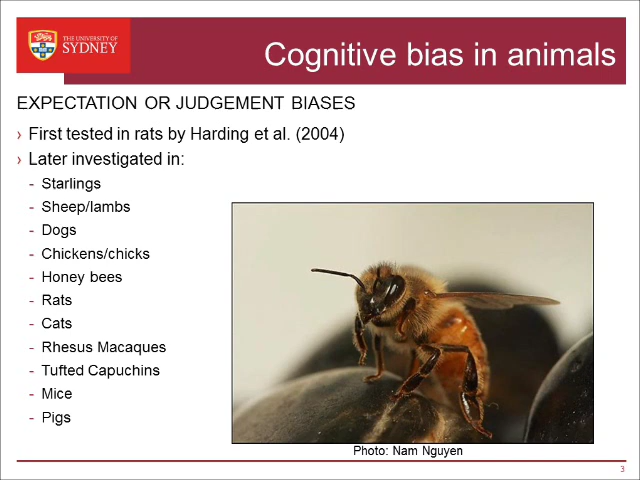 THE UNIVERSITY OF
SYDNEY
Cognitive bias in animals
EXPECTATION OR JUDGEMENT BIASES
› First tested in rats by Harding et al. (2004)
› Later investigated in:
- Starlings
- Sheep/lambs
- Dogs
- Chickens/chicks
- Honey bees
- Rats
- Cats
- Rhesus Macaques
- Tufted Capuchins
- Mice
- Pigs
Photo: Nam Nguyen
3